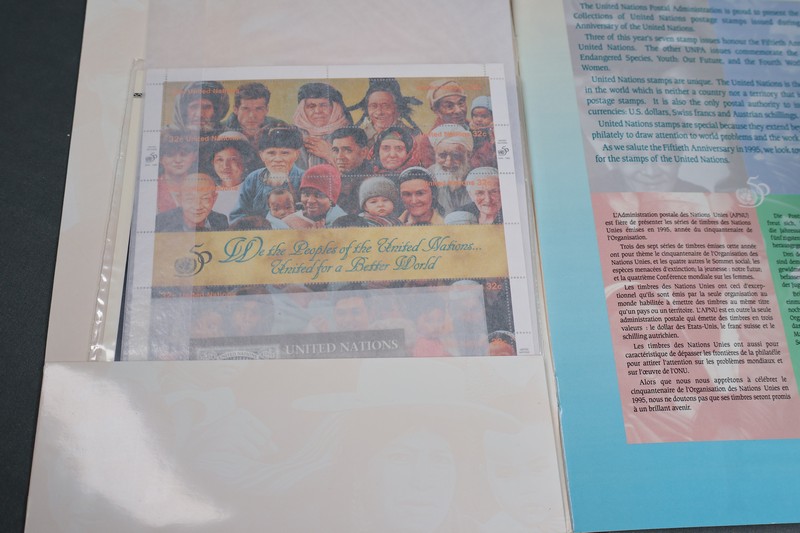 United Nations
32¢ United Nations
32¢
32¢
50
We the Peoples of the United Nations...
United for a Better World
32¢
UNITED NATIONS
The United Nations Postal Administration is proud to present the
Collections of United Nations postage stamps issued during
Anniversary of the United Nations.
Three of this year's seven stamp issues honour the Fiftieth
United Nations. The other UNPA issues commemorate the
Endangered Species, Youth: Our Future and the Fourth
Women.
United Nations stamps are unique. The United Nations is the
in the world which is neither a country nor a territory that
postage stamps. It is also the only postal authority to
currencies: U.S. dollars, Swiss francs and Austrian schillings.
United Nations stamps are special because they extend
philately to draw attention to world problems and the
As we salute the Fiftieth Anniversary in 1995, we look
for the stamps of the United Nations.
50
L'Administration postale des Nations Unies (APNU)
est fière de présenter les séries de timbres des Nations
Unies émises en 1995, année du cinquantenaire de
l'Organisation.
Trois des sept séries de timbres émises cette année
ont pour thème le cinquantenaire de l'Organisation des
Nations Unies, et les quatre autres le Sommet social, les
espèces menacées d'extinction; la jeunesse : notre futur,
et la quatrième Conférence mondiale sur les femmes.
Les timbres des Nations Unies ont ceci d'excep-
tionnel qu'ils sont émis par la seule organisation au
monde habilitée à émettre des timbres au même titre
qu'un pays ou un territoire. L'APNU est en outre la seule
administration postale qui émette des timbres en trois
valeurs : le dollar des Etats-Unis, le franc suisse et le
schilling autrichien.
Les timbres des Nations Unies ont aussi pour
caractéristique de dépasser les frontières de la philatélie
pour attirer l'attention sur les problèmes mondiaux et
sur l'œuvre de l'ONU.
Alors que nous nous apprêtons à célébrer le
cinquantenaire de l'Organisation des Nations Unies en
1995, nous ne doutons pas que ses timbres seront promis
à un brillant avenir.